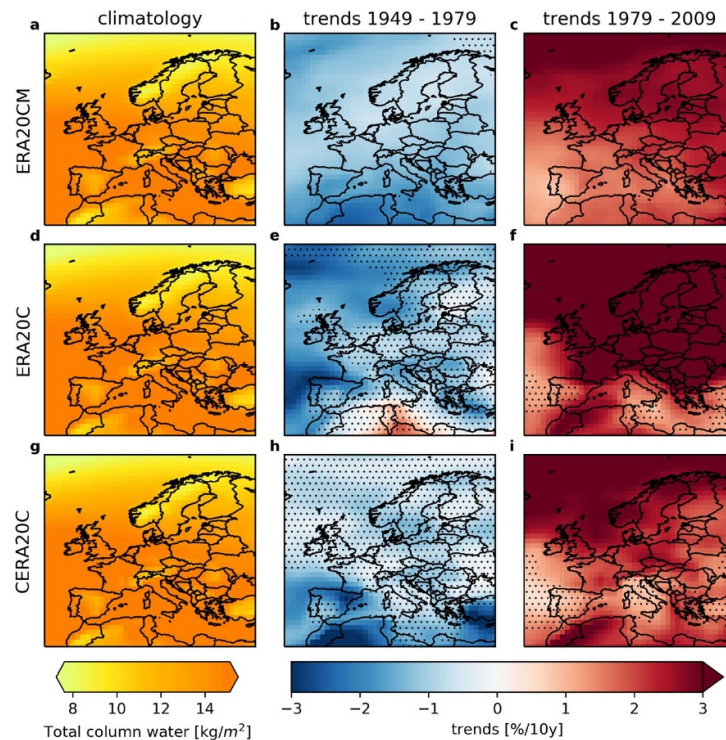 climatology
trends 1949 - 1979
trends 1979 - 2009
a
b
c
ERA20CM
d
e
f
ERA20C
g
h
i
CERA20C
8 10 12 14
Total column water [kg/m²]
−3 −2 −1 0 1 2 3
trends [%/10y]